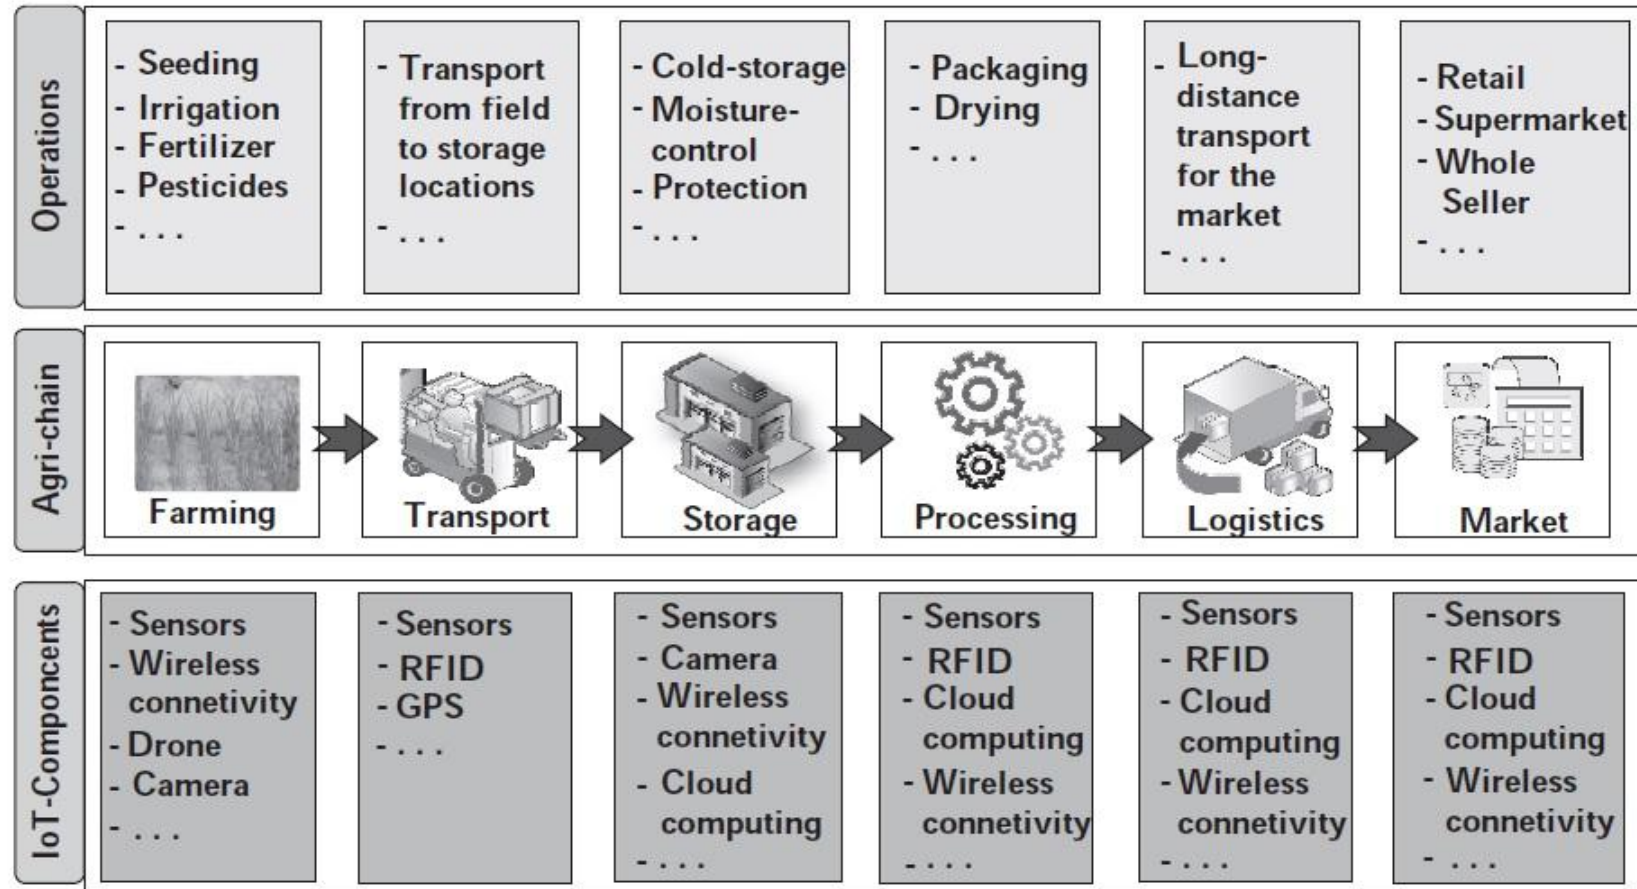 Operations
- Seeding
- Irrigation
- Fertilizer
- Pesticides
- . . .
- Transport
from field
to storage
locations
- . . .
- Cold-storage
- Moisture-
control
- Protection
- . . .
- Packaging
- Drying
- . . .
- Long-
distance
transport
for the
market
- . . .
- Retail
- Supermarket
- Whole
Seller
- . . .
Agri-chain
Farming
Transport
Storage
Processing
Logistics
Market
IoT-Componcents
- Sensors
- Wireless
connetivity
- Drone
- Camera
- . . .
- Sensors
- RFID
- GPS
- . . .
- Sensors
- Camera
- Wireless
connetivity
- Cloud
computing
- . . .
- Sensors
- RFID
- Cloud
computing
- Wireless
connetivity
- . . .
- Sensors
- RFID
- Cloud
computing
- Wireless
connetivity
- . . .
- Sensors
- RFID
- Cloud
computing
- Wireless
connetivity
- . . .